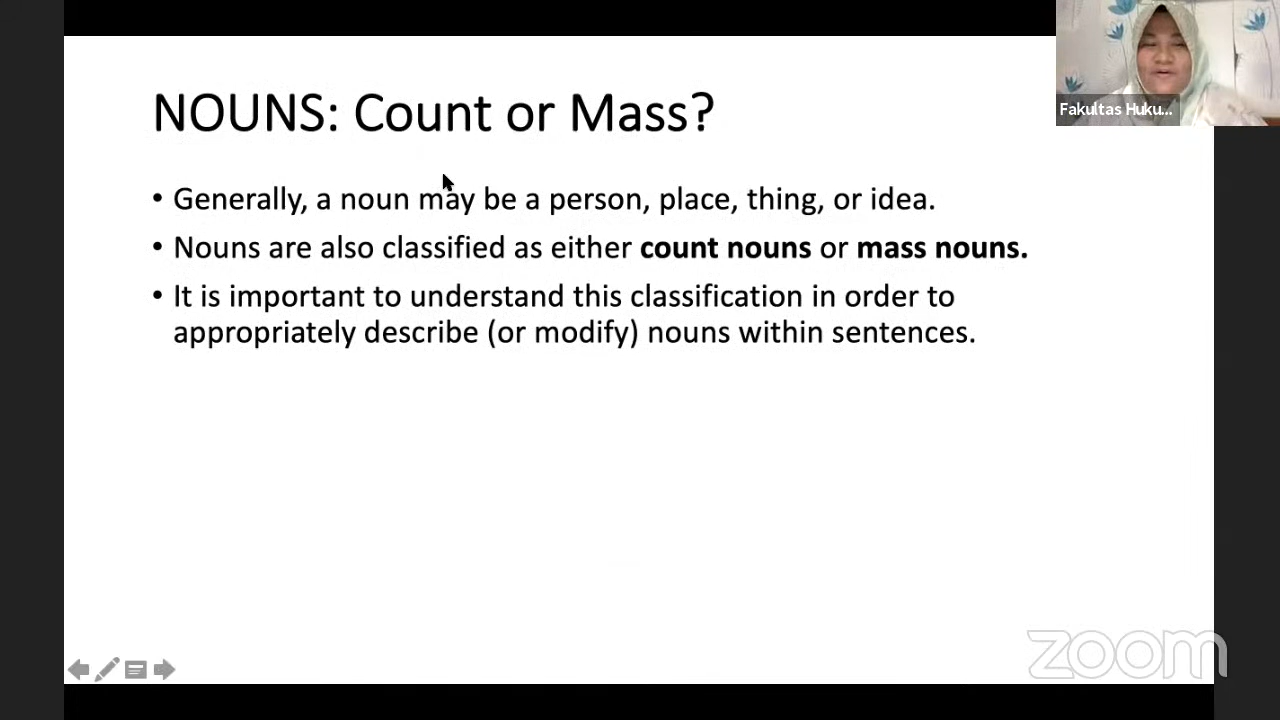 NOUNS: Count or Mass?
• Generally, a noun may be a person, place, thing, or idea.
• Nouns are also classified as either count nouns or mass nouns.
• It is important to understand this classification in order to
appropriately describe (or modify) nouns within sentences.
Fakultas Huku...
zoom